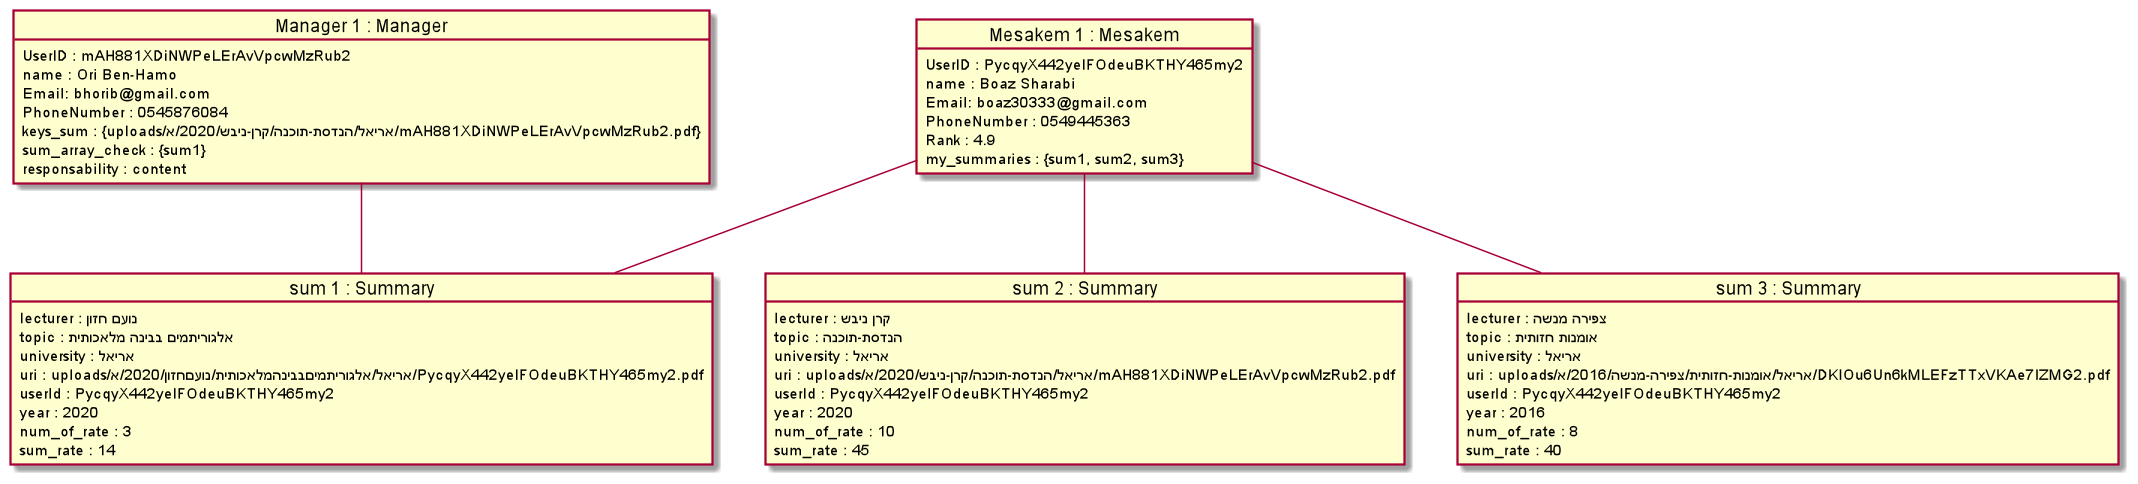 Manager 1 : Manager
UserID : mAH881XDiNWPeLErAvVpcwMzRub2
name : Ori Ben-Hamo
Email: bhorib@gmail.com
PhoneNumber : 0545876084
keys_sum : {uploads/א/2020/אריאל/הנדסת-תוכנה/קרן-ניבש/mAH881XDiNWPeLErAvVpcwMzRub2.pdf}
sum_array_check : {sum1}
responsability : content
Mesakem 1 : Mesakem
UserID : PycqyX442yeIFOdeuBKTHY465my2
name : Boaz Sharabi
Email: boaz30333@gmail.com
PhoneNumber : 0549445363
Rank : 4.9
my_summaries : {sum1, sum2, sum3}
sum 1 : Summary
lecturer : נועם חזון
topic : אלגוריתמים בבינה מלאכותית
university : אריאל
uri : uploads/א/2020/אריאל/אלגוריתמיםבבינהמלאכותית/נועםחזון/PycqyX442yeIFOdeuBKTHY465my2.pdf
userId : PycqyX442yeIFOdeuBKTHY465my2
year : 2020
num_of_rate : 3
sum_rate : 14
sum 2 : Summary
lecturer : קרן ניבש
topic : הנדסת-תוכנה
university : אריאל
uri : uploads/א/2020/אריאל/הנדסת-תוכנה/קרן-ניבש/mAH881XDiNWPeLErAvVpcwMzRub2.pdf
userId : PycqyX442yeIFOdeuBKTHY465my2
year : 2020
num_of_rate : 10
sum_rate : 45
sum 3 : Summary
lecturer : צפירה מנשה
topic : אומנות חזותית
university : אריאל
uri : uploads/א/2016/אריאל/אומנות-חזותית/צפירה-מנשה/DKIOu6Un6kMLEFzTTxVKAe7IZMG2.pdf
userId : PycqyX442yeIFOdeuBKTHY465my2
year : 2016
num_of_rate : 8
sum_rate : 40